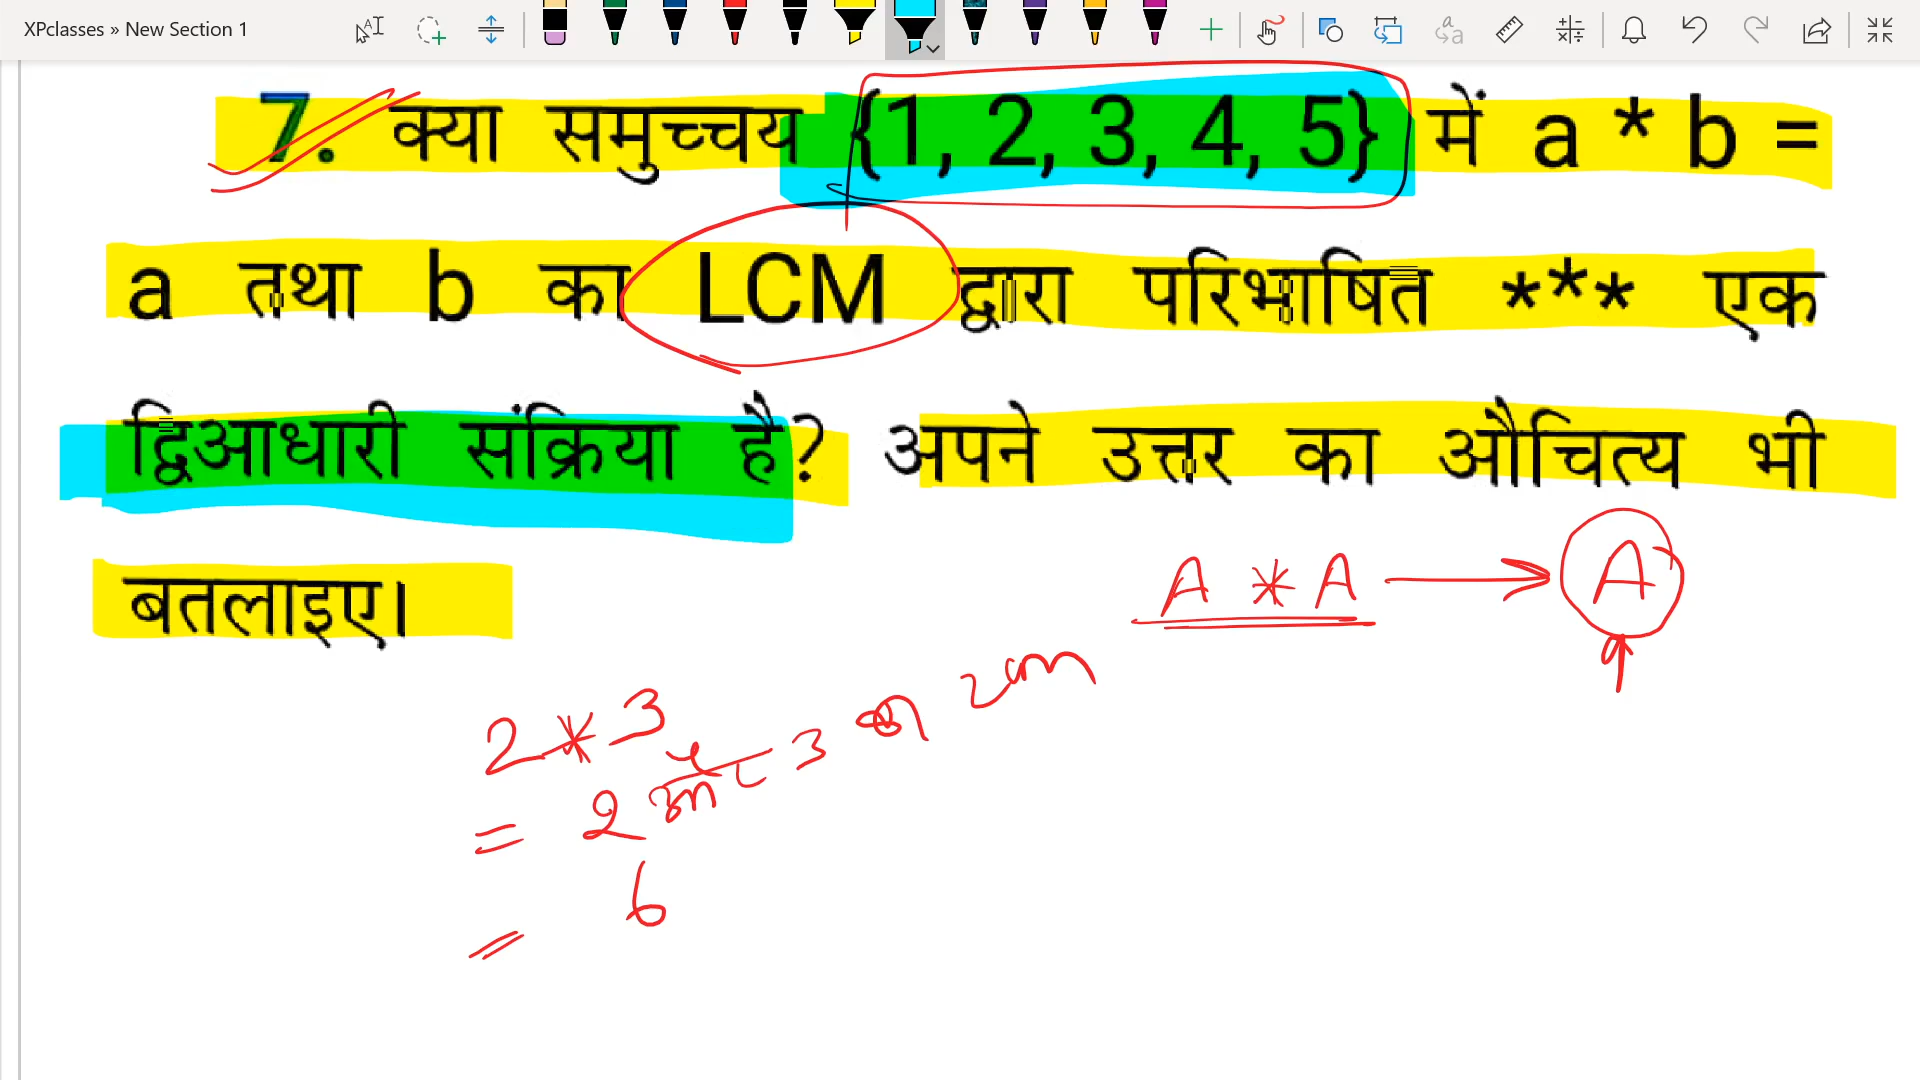 XPclasses » New Section 1
7. क्या समुच्चय {1, 2, 3, 4, 5} में a * b =
a तथा b का LCM द्वारा परिभाषित *** एक
द्विआधारी संक्रिया है? अपने उत्तर का औचित्य भी
बतलाइए।
A * A → A
2 * 3
= 2 और 3 का LCM
= 6